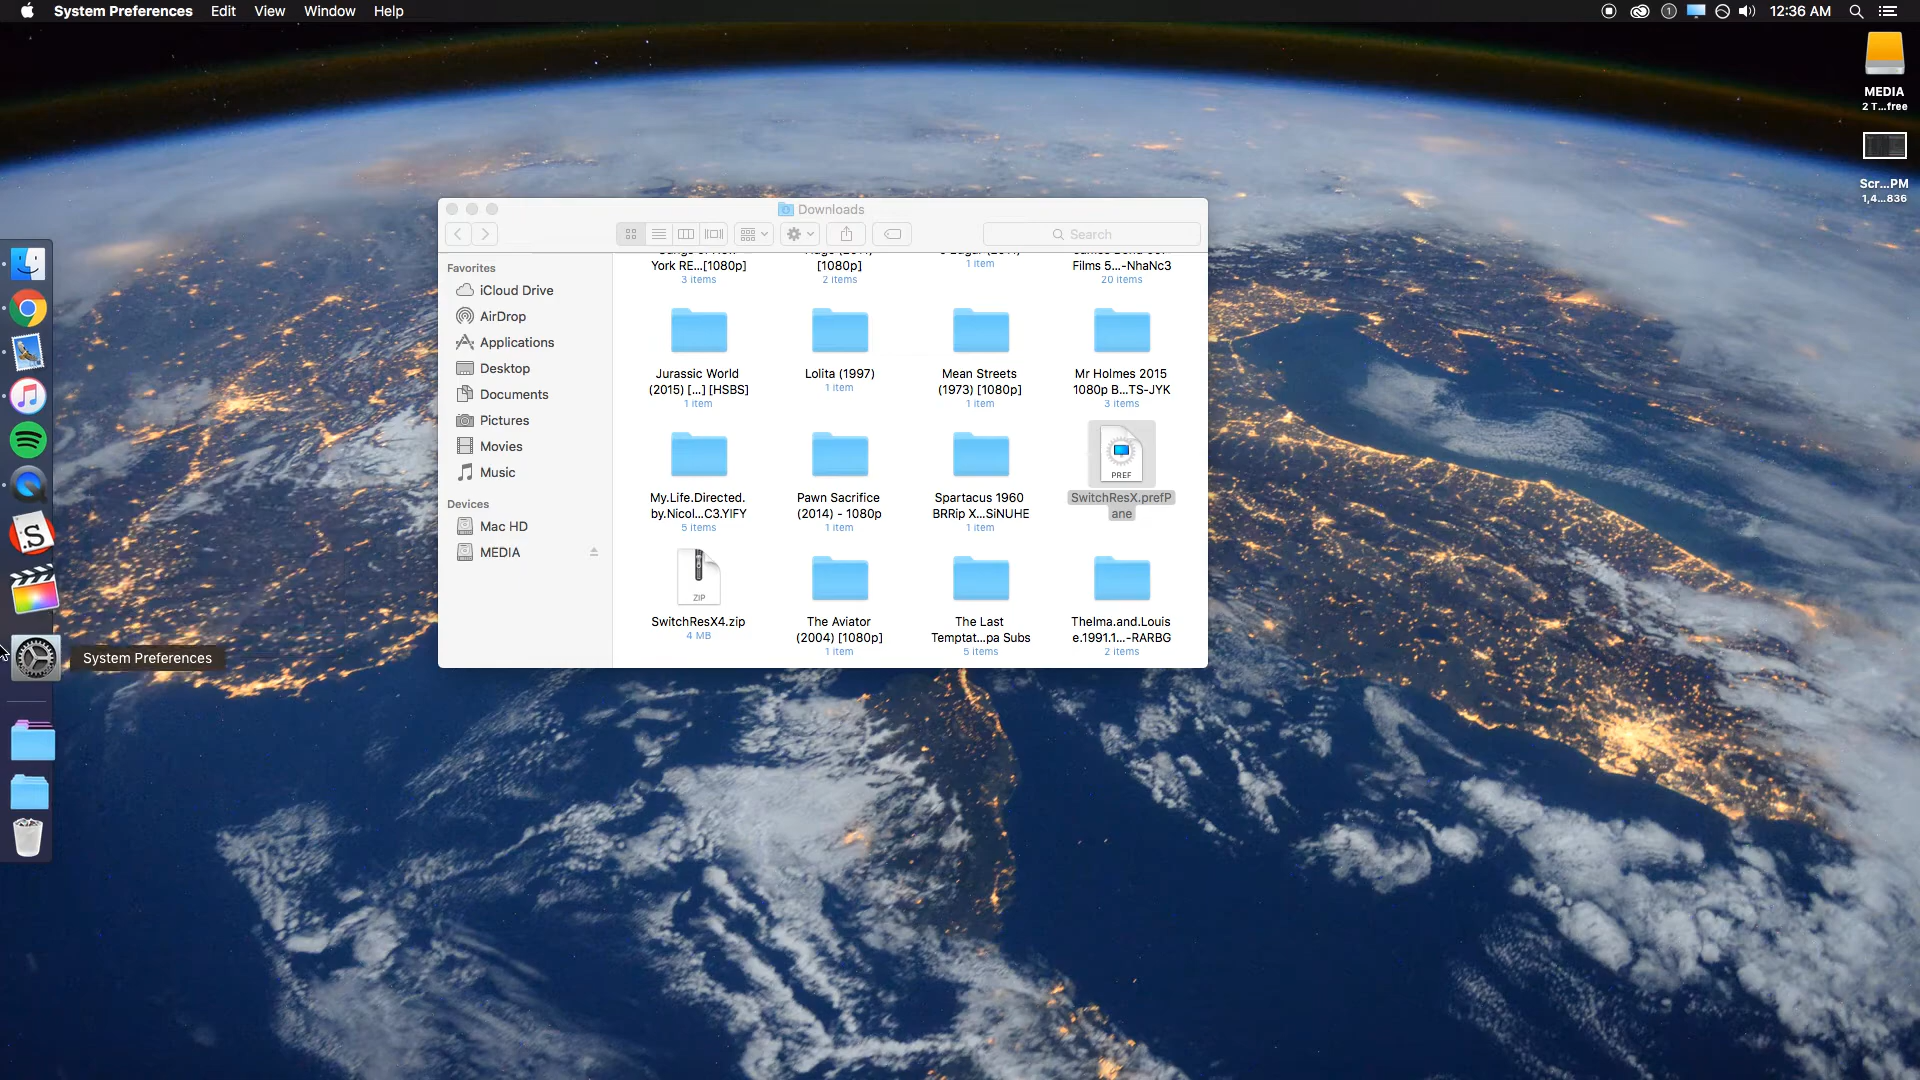 System Preferences Edit View Window Help
1 12:36 AM
MEDIA
2 T...free
Scr...PM
1,4...836
Downloads
Search
Favorites
iCloud Drive
AirDrop
Applications
Desktop
Documents
Pictures
Movies
Music
Devices
Mac HD
MEDIA
York RE...[1080p]
3 items
[1080p]
2 items
1 item
Films 5...-NhaNc3
20 items
Jurassic World
(2015) [...] [HSBS]
1 item
Lolita (1997)
1 item
Mean Streets
(1973) [1080p]
1 item
Mr Holmes 2015
1080p B...TS-JYK
3 items
My.Life.Directed.
by.Nicol...C3.YIFY
5 items
Pawn Sacrifice
(2014) - 1080p
1 item
Spartacus 1960
BRRip X...SiNUHE
1 item
PREF
SwitchResX.prefP
ane
ZIP
SwitchResX4.zip
4 MB
The Aviator
(2004) [1080p]
1 item
The Last
Temptat...pa Subs
5 items
Thelma.and.Louis
e.1991.1...-RARBG
2 items
.S
System Preferences